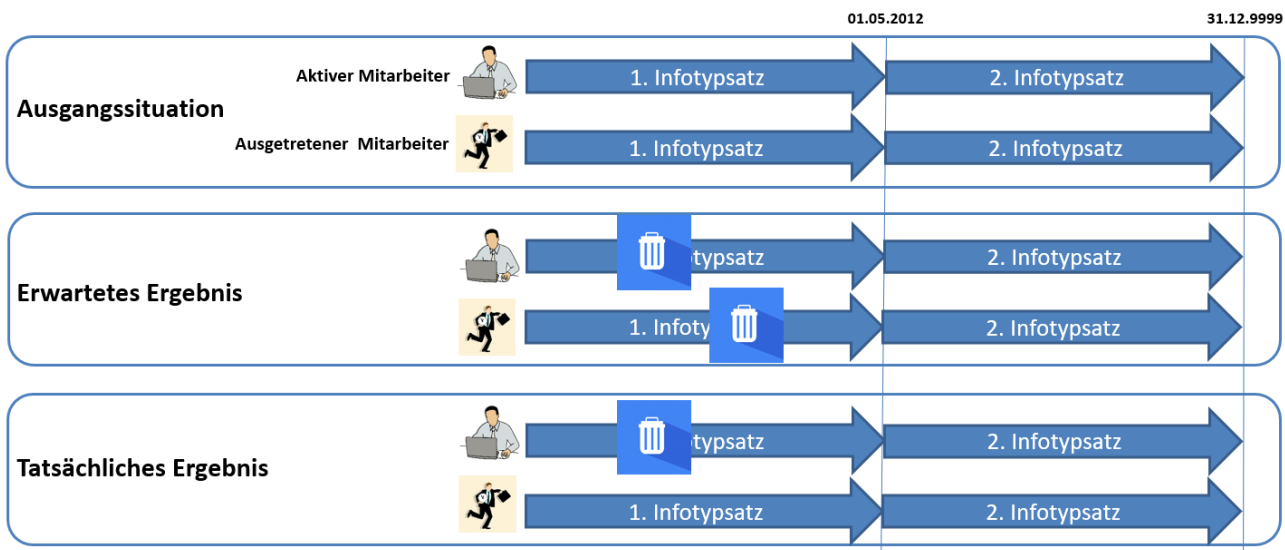 01.05.2012 31.12.9999
Ausgangssituation
Aktiver Mitarbeiter 1. Infotypsatz 2. Infotypsatz
Ausgetretener Mitarbeiter 1. Infotypsatz 2. Infotypsatz
Erwartetes Ergebnis
typsatz 2. Infotypsatz
1. Infoty 2. Infotypsatz
Tatsächliches Ergebnis
typsatz 2. Infotypsatz
1. Infotypsatz 2. Infotypsatz